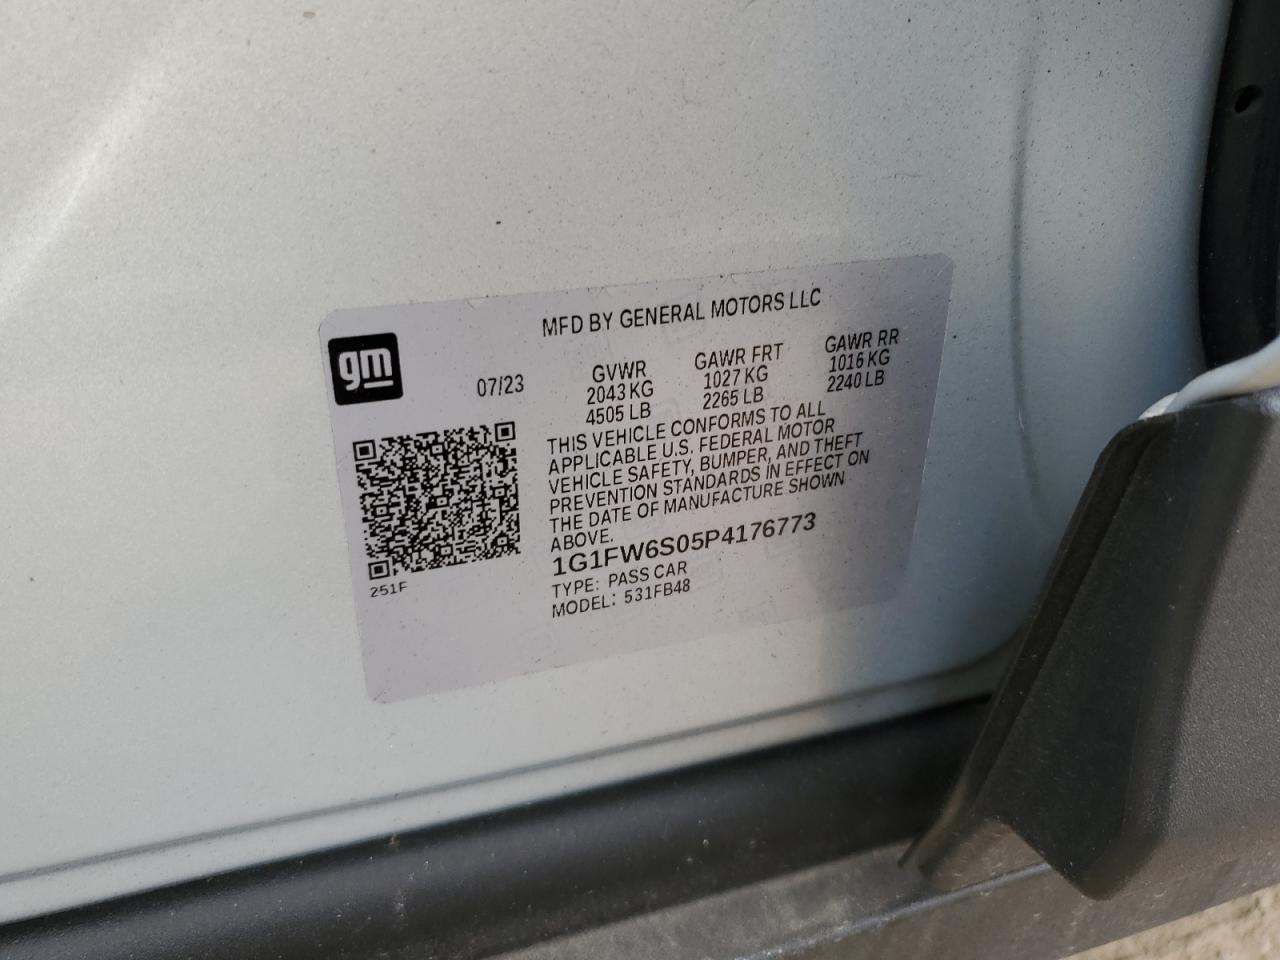 MFD BY GENERAL MOTORS LLC
gm
07/23
GVWR GAWR FRT GAWR RR
2043 KG 1027 KG 1016 KG
4505 LB 2265 LB 2240 LB
THIS VEHICLE CONFORMS TO ALL
APPLICABLE U.S. FEDERAL MOTOR
VEHICLE SAFETY, BUMPER, AND THEFT
PREVENTION STANDARDS IN EFFECT ON
THE DATE OF MANUFACTURE SHOWN
ABOVE.
1G1FW6S05P4176773
TYPE: PASS CAR
MODEL: 531FB48
251F